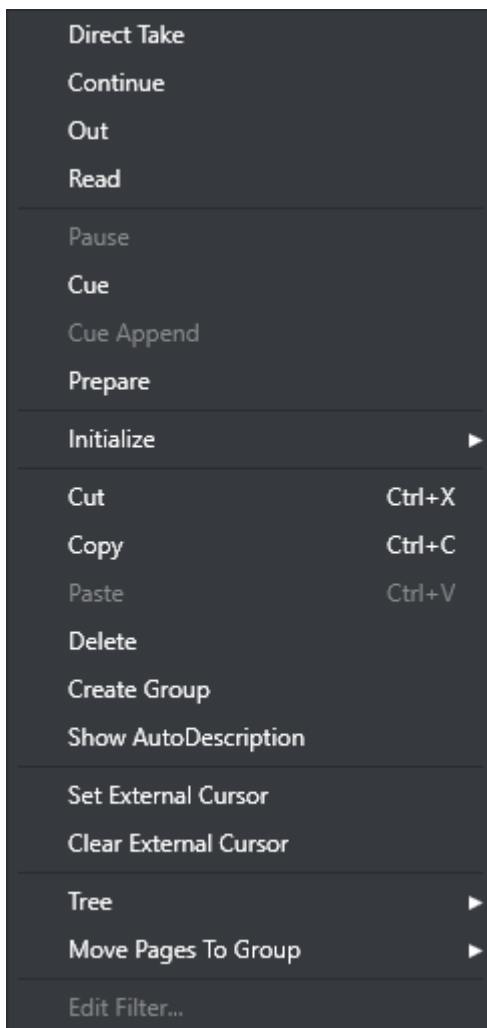 Direct Take
Continue
Out
Read
Pause
Cue
Cue Append
Prepare
Initialize
Cut Ctrl+X
Copy Ctrl+C
Paste Ctrl+V
Delete
Create Group
Show AutoDescription
Set External Cursor
Clear External Cursor
Tree
Move Pages To Group
Edit Filter...